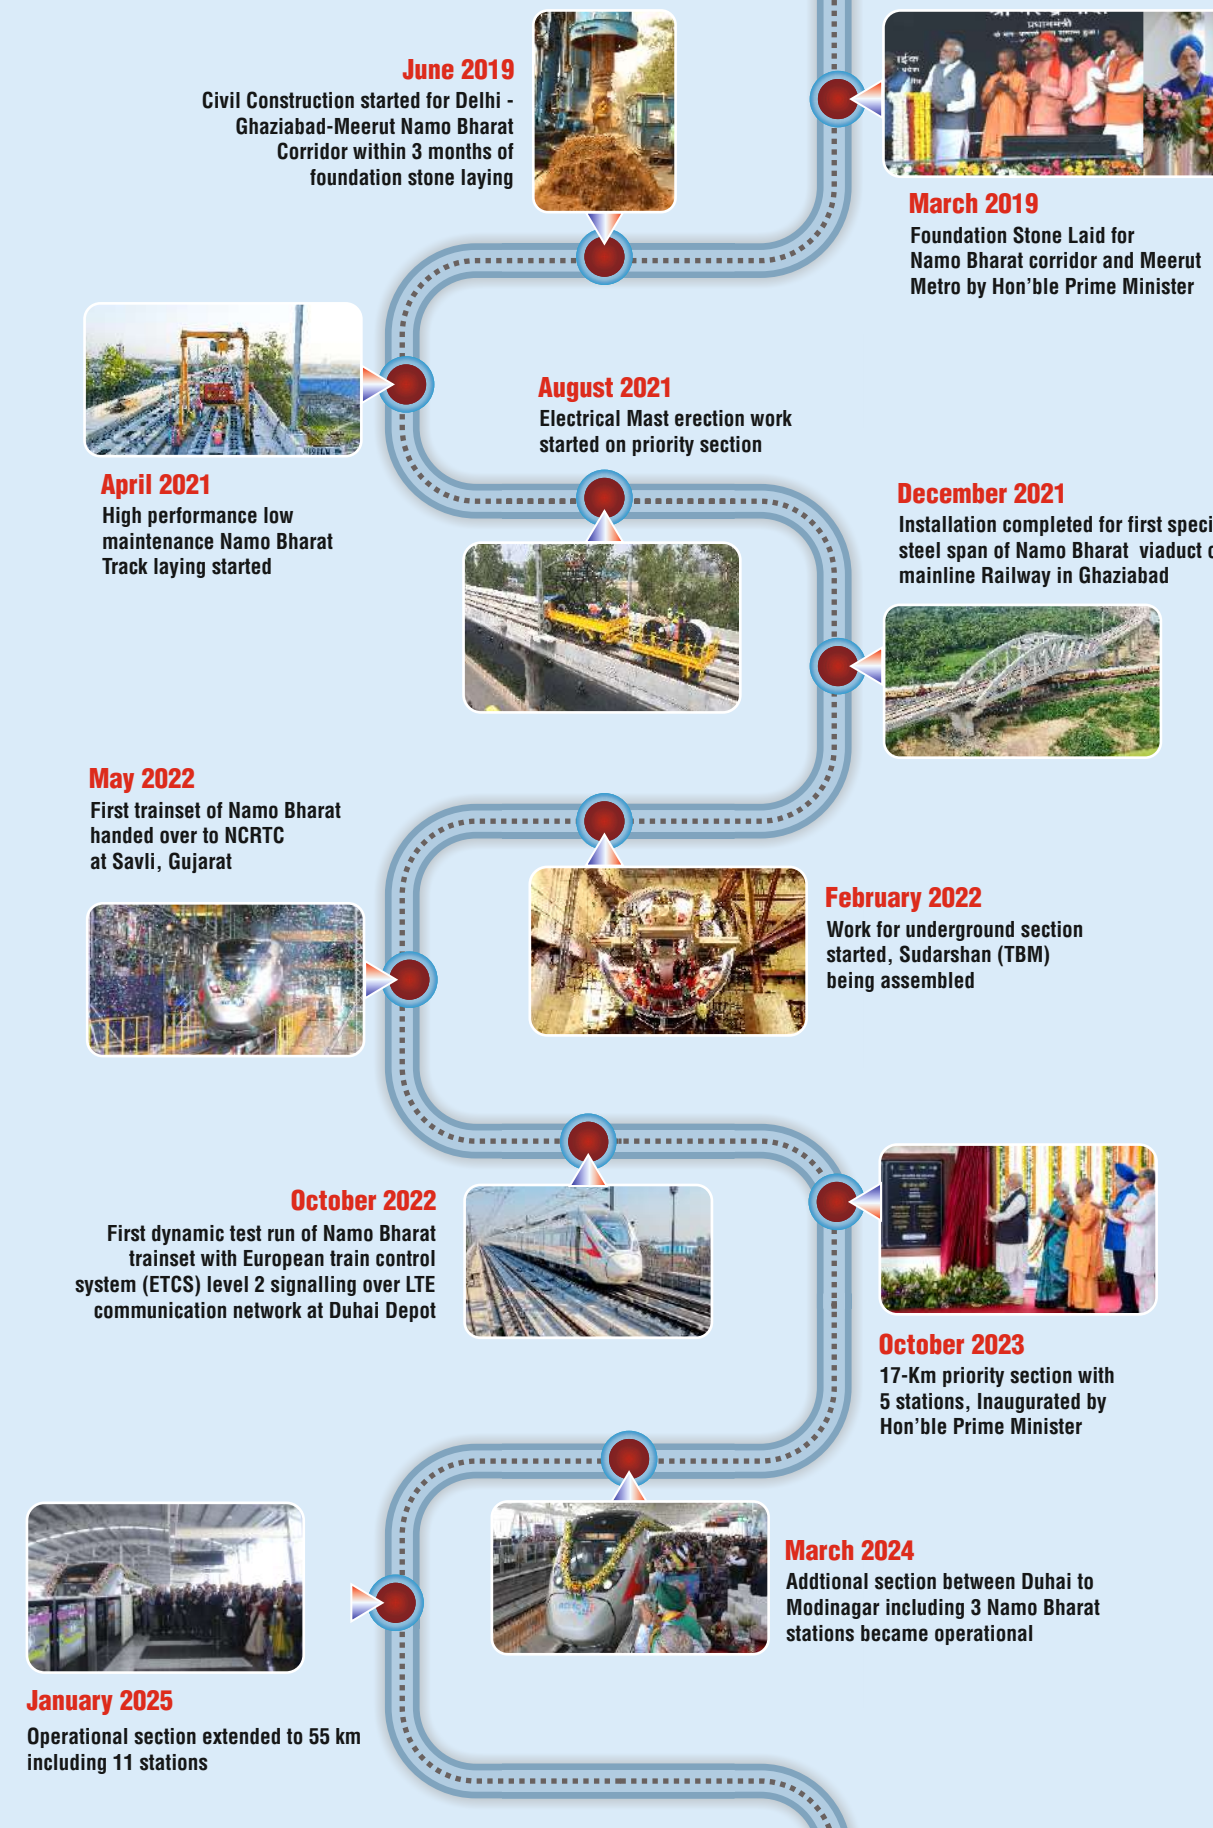 प्रधानमंत्री
March 2019
Foundation Stone Laid for
Namo Bharat corridor and Meerut
Metro by Hon’ble Prime Minister
June 2019
Civil Construction started for Delhi -
Ghaziabad-Meerut Namo Bharat
Corridor within 3 months of
foundation stone laying
April 2021
High performance low
maintenance Namo Bharat
Track laying started
August 2021
Electrical Mast erection work
started on priority section
December 2021
Installation completed for first speci
steel span of Namo Bharat viaduct o
mainline Railway in Ghaziabad
February 2022
Work for underground section
started, Sudarshan (TBM)
being assembled
May 2022
First trainset of Namo Bharat
handed over to NCRTC
at Savli, Gujarat
October 2022
First dynamic test run of Namo Bharat
trainset with European train control
system (ETCS) level 2 signalling over LTE
communication network at Duhai Depot
October 2023
17-Km priority section with
5 stations, Inaugurated by
Hon’ble Prime Minister
March 2024
Addtional section between Duhai to
Modinagar including 3 Namo Bharat
stations became operational
January 2025
Operational section extended to 55 km
including 11 stations